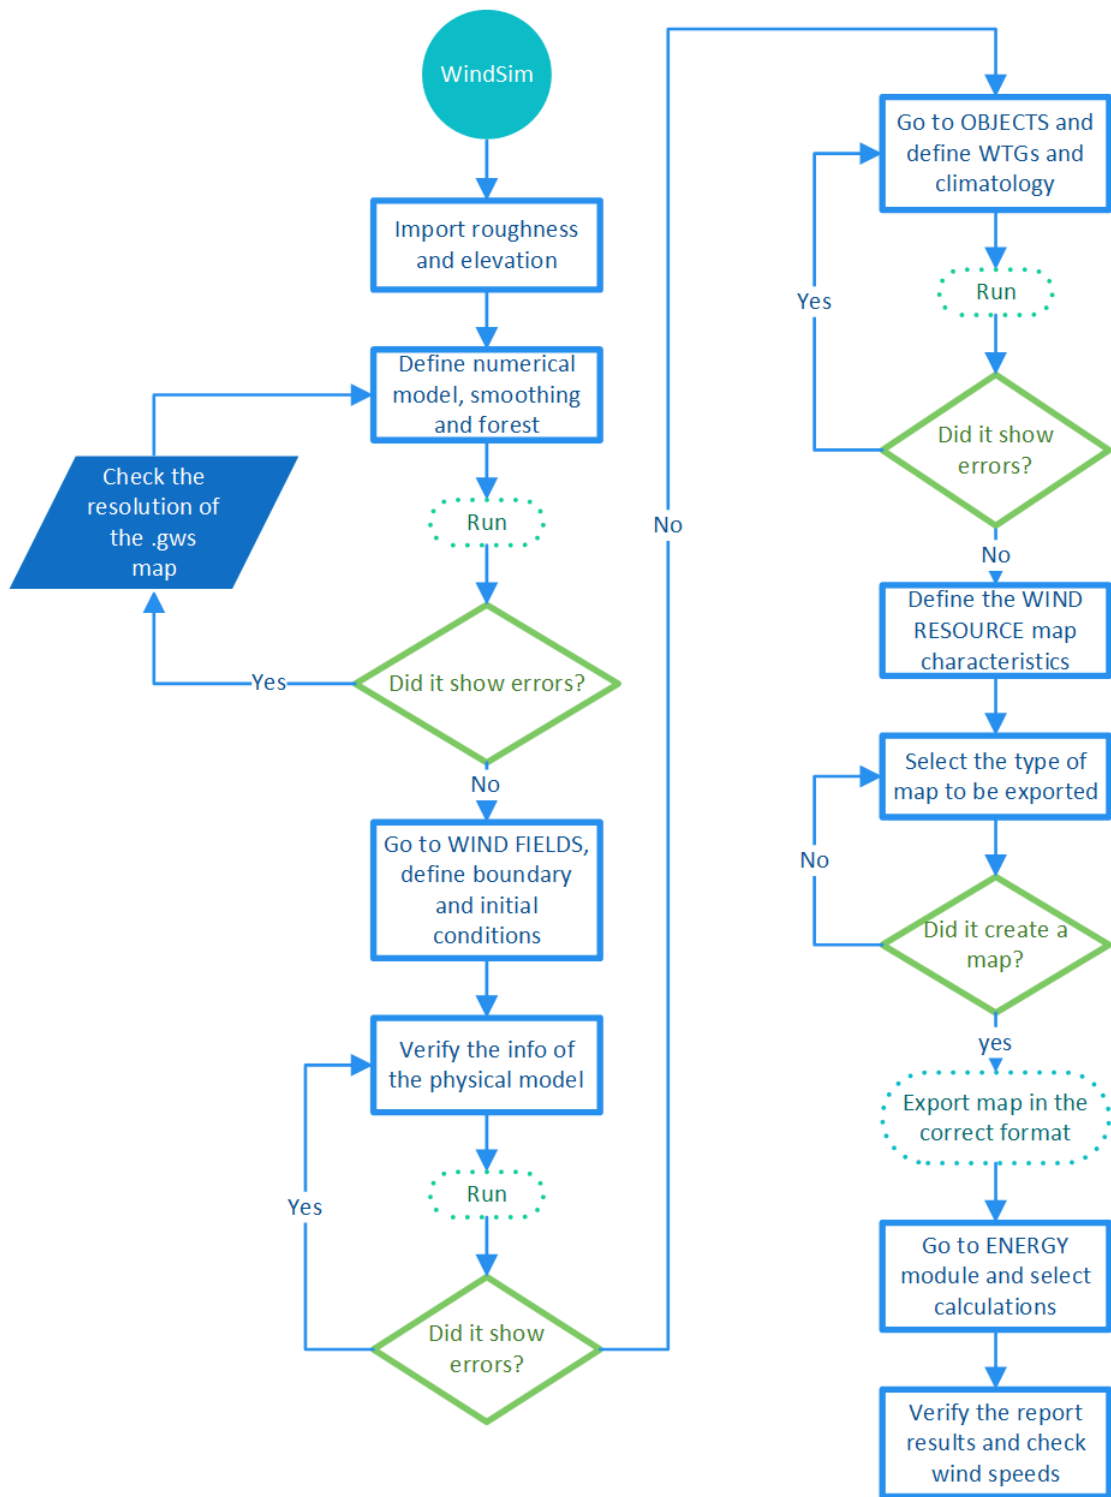 WindSim
Import roughness
and elevation
Define numerical
model, smoothing
and forest
Check the
resolution of
the .gws
map
Run
Did it show errors?
Yes
No
Go to WIND FIELDS,
define boundary
and initial
conditions
Verify the info of
the physical model
Run
Yes
Did it show
errors?
No
Go to OBJECTS and
define WTGs and
climatology
Run
Yes
Did it show
errors?
No
Define the WIND
RESOURCE map
characteristics
Select the type of
map to be exported
No
Did it create a
map?
yes
Export map in the
correct format
Go to ENERGY
module and select
calculations
Verify the report
results and check
wind speeds